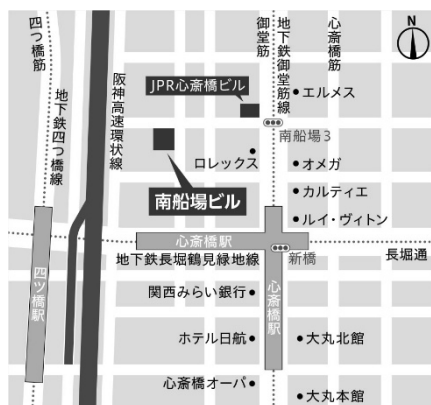 四つ橋筋
地下鉄四つ橋線
阪神高速環状線
御堂筋
地下鉄御堂筋線
心斎橋筋
N
JPR心斎橋ビル
エルメス
南船場3
ロレックス
オメガ
カルティエ
南船場ビル
ルイ・ヴィトン
心斎橋駅
新橋
長堀通
地下鉄長堀鶴見緑地線
四ツ橋駅
心斎橋駅
関西みらい銀行
ホテル日航
大丸北館
心斎橋オーパ
大丸本館